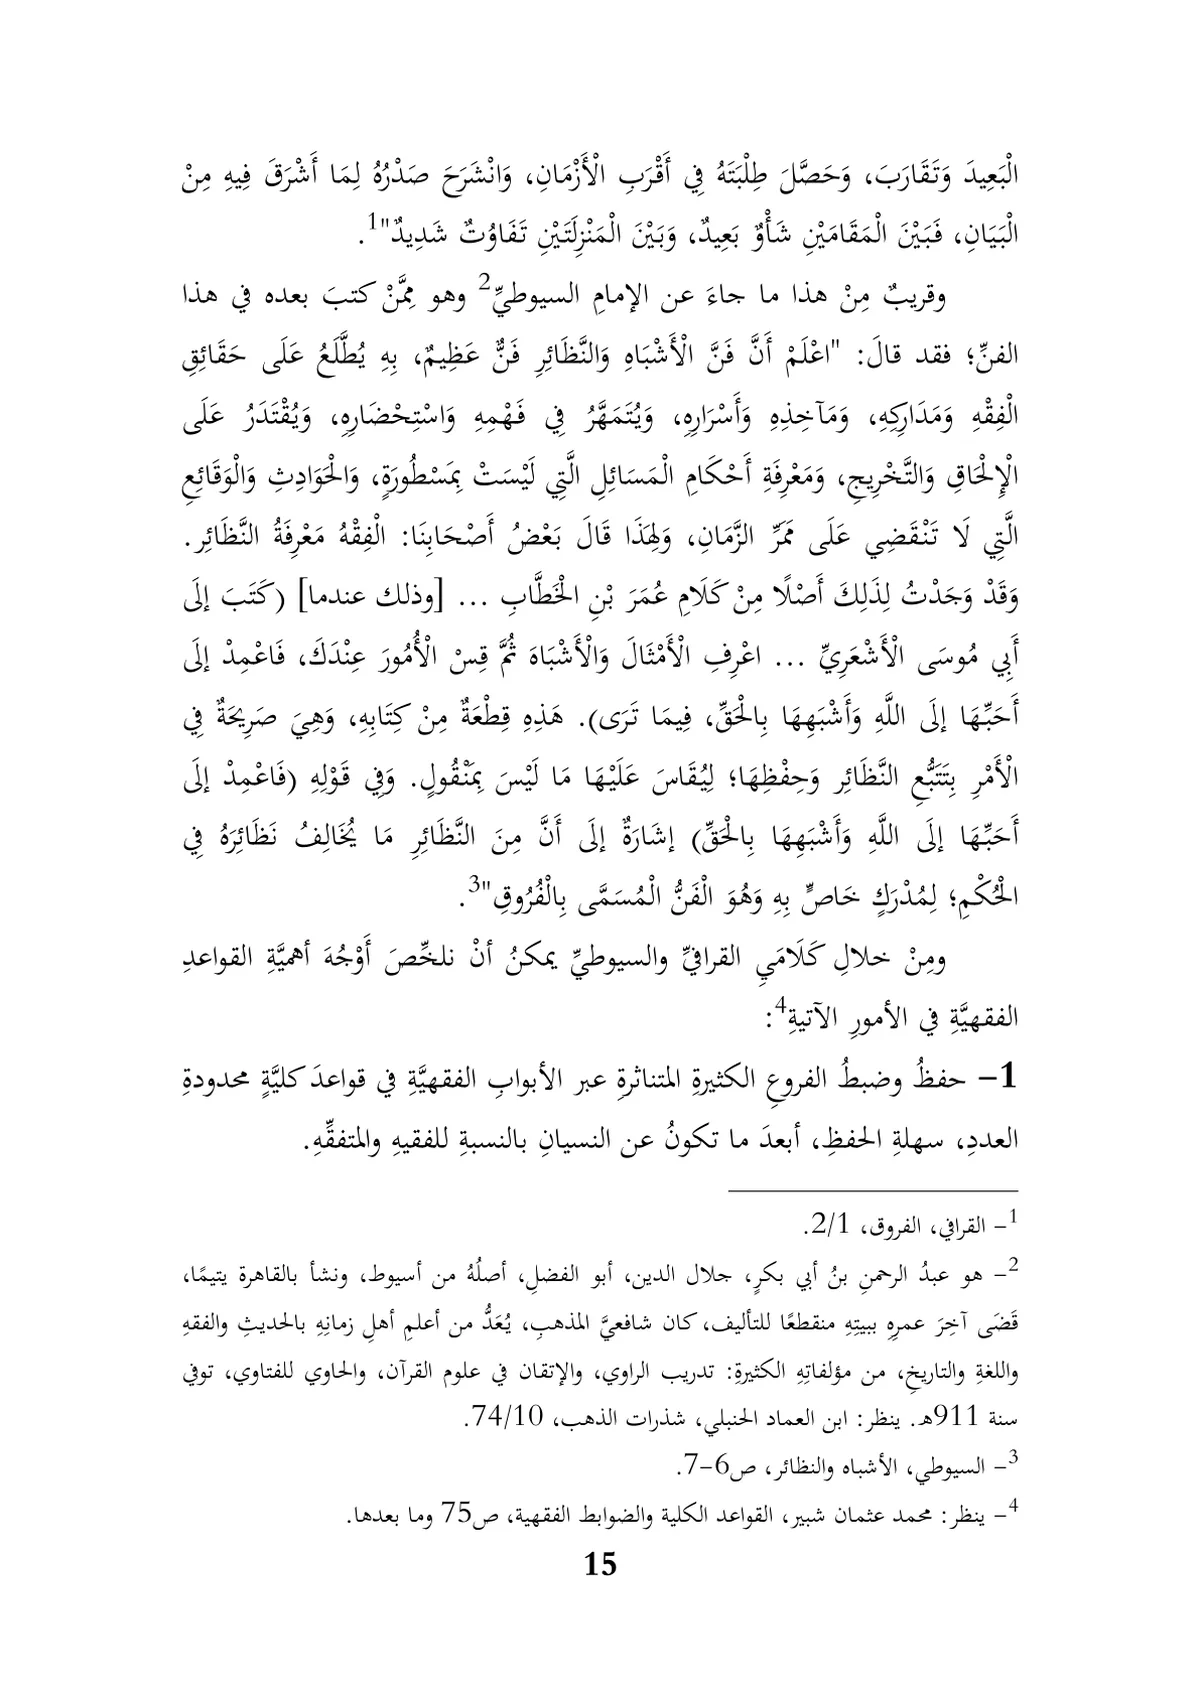 الْبَعِيدَ وَتَقَارَبَ، وَحَصَّلَ طِلْبَتَهُ فِي أَقْرَبِ الْأَزْمَانِ، وَانْشَرَحَ صَدْرُهُ لِمَا أَشْرَقَ فِيهِ مِنْ
الْبَيَانِ، فَبَيْنَ الْمَقَامَيْنِ شَأْوٌ بَعِيدٌ، وَبَيْنَ الْمَنْزِلَتَيْنِ تَفَاوُتٌ شَدِيدٌ"1.
وقريبٌ مِنْ هذا ما جاءَ عن الإمامِ السيوطيِّ2 وهو مِمَّنْ كتبَ بعده في هذا
الفنِّ؛ فقد قالَ: "اعْلَمْ أَنَّ فَنَّ الْأَشْبَاهِ وَالنَّظَائِرِ فَنٌّ عَظِيمٌ، بِهِ يُطَّلَعُ عَلَى حَقَائِقِ
الْفِقْهِ وَمَدَارِكِهِ، وَمَآخِذِهِ وَأَسْرَارِهِ، وَيُتَمَهَّرُ فِي فَهْمِهِ وَاسْتِحْضَارِهِ، وَيُقْتَدَرُ عَلَى
الْإِلْحَاقِ وَالتَّخْرِيجِ، وَمَعْرِفَةِ أَحْكَامِ الْمَسَائِلِ الَّتِي لَيْسَتْ بِمَسْطُورَةٍ، وَالْحَوَادِثِ وَالْوَقَائِعِ
الَّتِي لَا تَنْقَضِي عَلَى مَمَرِّ الزَّمَانِ، وَلِهَذَا قَالَ بَعْضُ أَصْحَابِنَا: الْفِقْهُ مَعْرِفَةُ النَّظَائِر.
وَقَدْ وَجَدْتُ لِذَلِكَ أَصْلًا مِنْ كَلَامِ عُمَرَ بْنِ الْخَطَّابِ ... [وذلك عندما] (كَتَبَ إلَى
أَبِي مُوسَى الْأَشْعَرِيِّ ... اعْرِفِ الْأَمْثَالَ وَالْأَشْبَاهَ ثُمَّ قِسْ الْأُمُورَ عِنْدَكَ، فَاعْمِدْ إلَى
أَحَبِّهَا إلَى اللَّهِ وَأَشْبَهِهَا بِالْحَقِّ، فِيمَا تَرَى). هَذِهِ قِطْعَةٌ مِنْ كِتَابِهِ، وَهِيَ صَرِيحَةٌ فِي
الْأَمْرِ بِتَتَبُّعِ النَّظَائِر وَحِفْظِهَا؛ لِيُقَاسَ عَلَيْهَا مَا لَيْسَ بِمَنْقُولٍ. وَفِي قَوْلِهِ (فَاعْمِدْ إلَى
أَحَبِّهَا إلَى اللَّهِ وَأَشْبَهِهَا بِالْحَقِّ) إشَارَةٌ إلَى أَنَّ مِنَ النَّظَائِرِ مَا يُخَالِفُ نَظَائِرَهُ فِي
الْحُكْمِ؛ لِمُدْرَكٍ خَاصٍّ بِهِ وَهُوَ الْفَنُّ الْمُسَمَّى بِالْفُرُوقِ"3.
ومِنْ خلالِ كَلَامَيِ القرافيِّ والسيوطيِّ يمكنُ أنْ نلخِّصَ أَوْجُهَ أهميَّةِ القواعدِ
الفقهيَّةِ في الأمورِ الآتيةِ4:
1- حفظُ وضبطُ الفروعِ الكثيرةِ المتناثرةِ عبر الأبوابِ الفقهيَّةِ في قواعدَ كليَّةٍ محدودةِ
العددِ، سهلةِ الحفظِ، أبعدَ ما تكونُ عن النسيانِ بالنسبةِ للفقيهِ والمتفقِّهِ.
1- القرافي، الفروق، 2/1.
2- هو عبدُ الرحمنِ بنُ أبي بكرٍ، جلال الدين، أبو الفضلِ، أصلُهُ من أسيوط، ونشأ بالقاهرة يتيمًا،
قَضَى آخِرَ عمرِهِ ببيتِهِ منقطعًا للتأليف، كان شافعيَّ المذهبِ، يُعَدُّ من أعلمِ أهلِ زمانِهِ بالحديثِ والفقهِ
واللغةِ والتاريخِ، من مؤلفاتِهِ الكثيرةِ: تدريب الراوي، والإتقان في علوم القرآن، والحاوي للفتاوي، توفي
سنة 911هـ. ينظر: ابن العماد الحنبلي، شذرات الذهب، 74/10.
3- السيوطي، الأشباه والنظائر، ص6-7.
4- ينظر: محمد عثمان شبير، القواعد الكلية والضوابط الفقهية، ص75 وما بعدها.
15